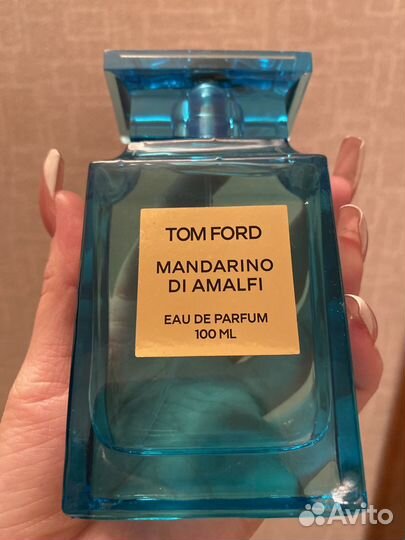 TOM FORD
MANDARINO
DI AMALFI
EAU DE PARFUM
100 ML
Avito